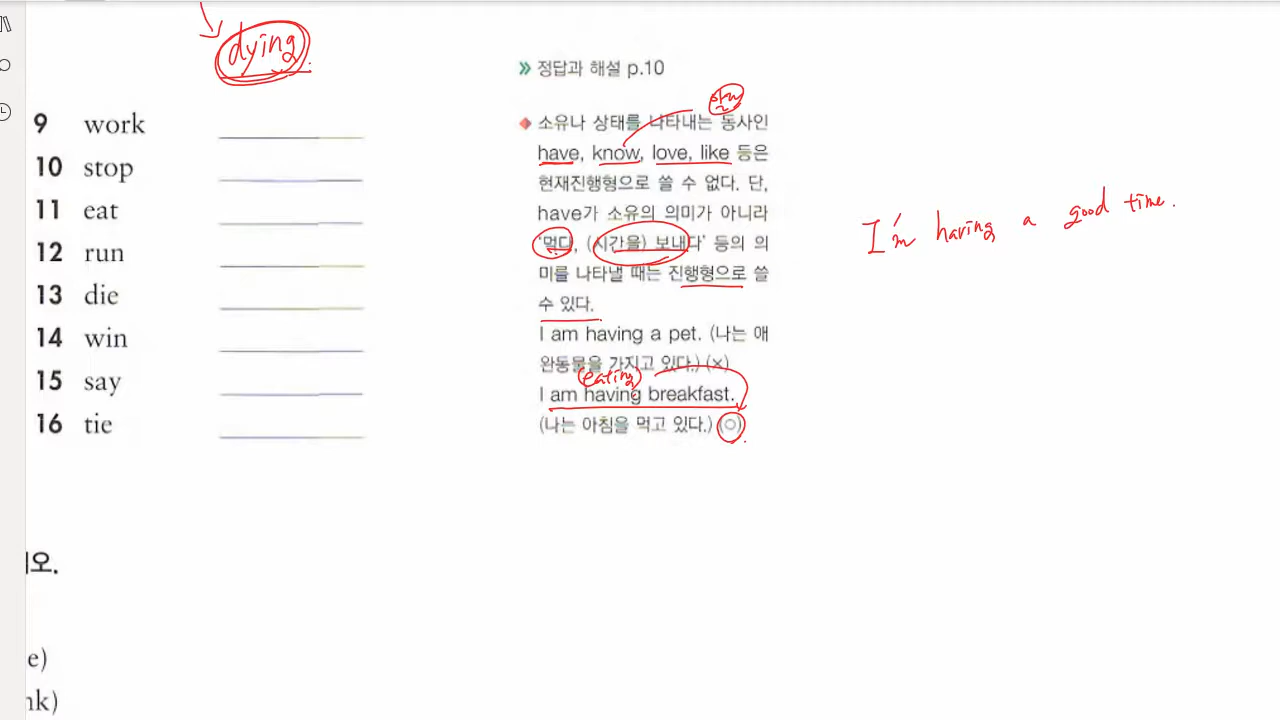 dying
9 work
10 stop
11 eat
12 run
13 die
14 win
15 say
16 tie
오.
e)
nk)
» 정답과 해설 p.10
소유나 상태를 나타내는 동사인
have, know, love, like 등은
현재진행형으로 쓸 수 없다. 단,
have가 소유의 의미가 아니라
‘먹다, (시간을) 보내다’ 등의 의
미를 나타낼 때는 진행형으로 쓸
수 있다.
I am having a pet. (나는 애
완동물을 가지고 있다.) (×)
(eating)
I am having breakfast.
(나는 아침을 먹고 있다.) (○)
I'm having a good time.